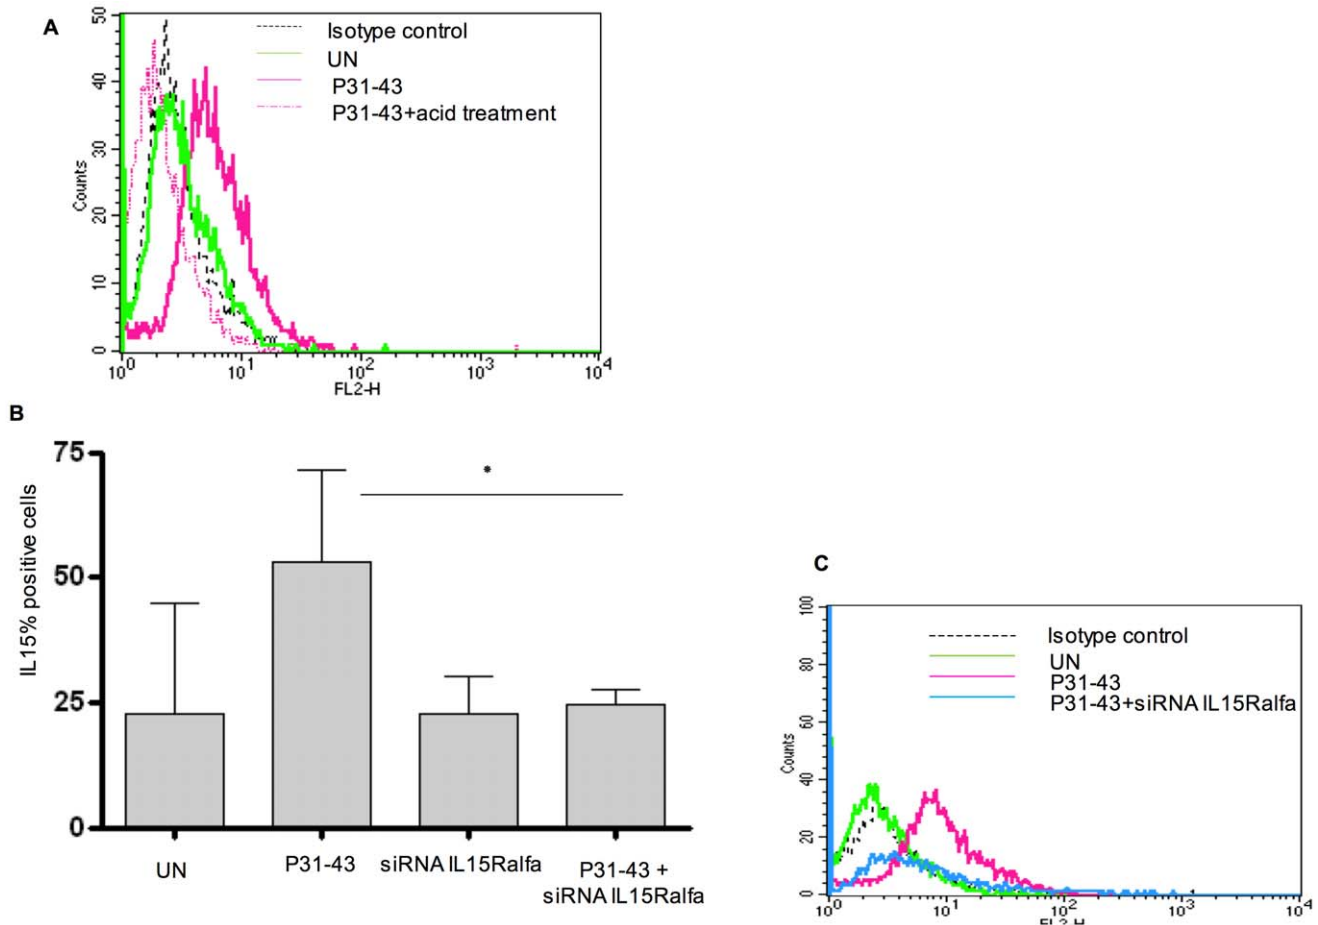 A
Isotype control
UN
P31-43
P31-43+acid treatment
Counts
50
40
30
20
10
0
10⁰ 10¹ 10² 10³ 10⁴
FL2-H
B
IL15% positive cells
75
50
25
0
*
UN P31-43 siRNA IL15Ralfa P31-43 +
siRNA IL15Ralfa
C
Isotype control
UN
P31-43
P31-43+siRNA IL15Ralfa
Counts
100
80
60
40
20
0
10⁰ 10¹ 10² 10³ 10⁴
FL2-H